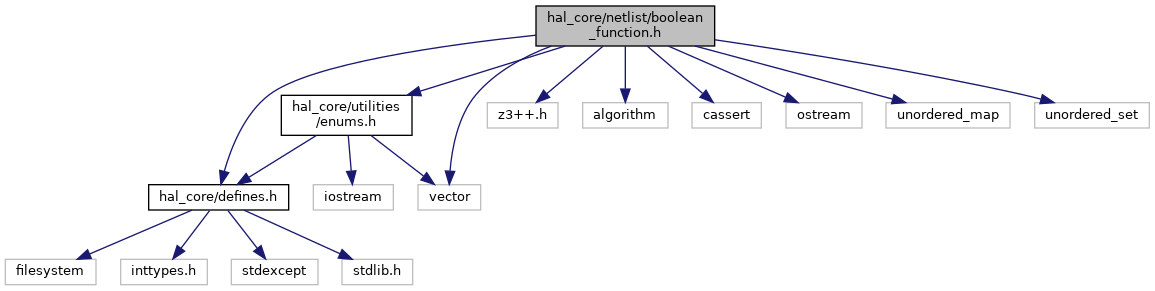 hal_core/netlist/boolean
_function.h
hal_core/utilities
/enums.h
z3++.h
algorithm
cassert
ostream
unordered_map
unordered_set
hal_core/defines.h
iostream
vector
filesystem
inttypes.h
stdexcept
stdlib.h